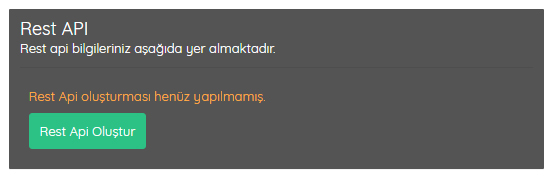 Rest API
Rest api bilgileriniz aşağıda yer almaktadır.
Rest Api oluşturması henüz yapılmamış.
Rest Api Oluştur